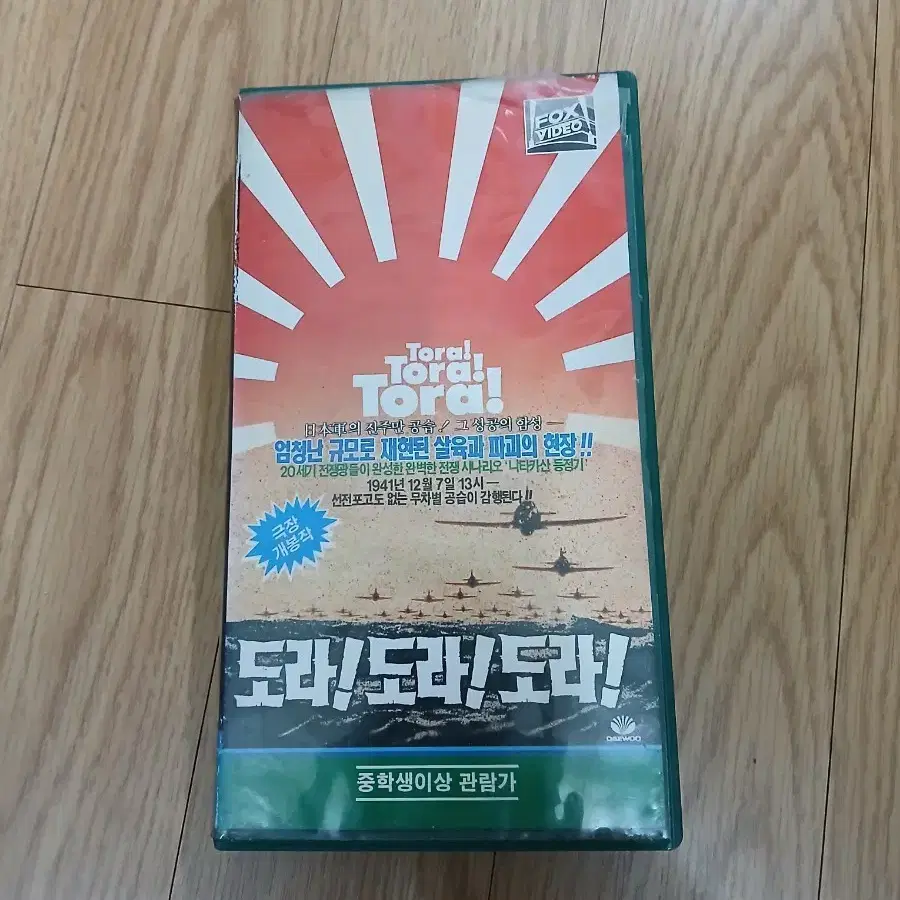 FOX
VIDEO
Tora!
Tora!
Tora!
日本軍의 진주만 공습! 그 성공의 암성 —
엄청난 규모로 재현된 살육과 파괴의 현장!!
20세기 전쟁광들이 완성한 완벽한 전쟁 시나리오 '니타카산 등정기'
1941년 12월 7일 13시 —
선전포고도 없는 무차별 공습이 감행된다!!
극장
개봉작
도라! 도라! 도라!
DAEWOO
중학생이상 관람가